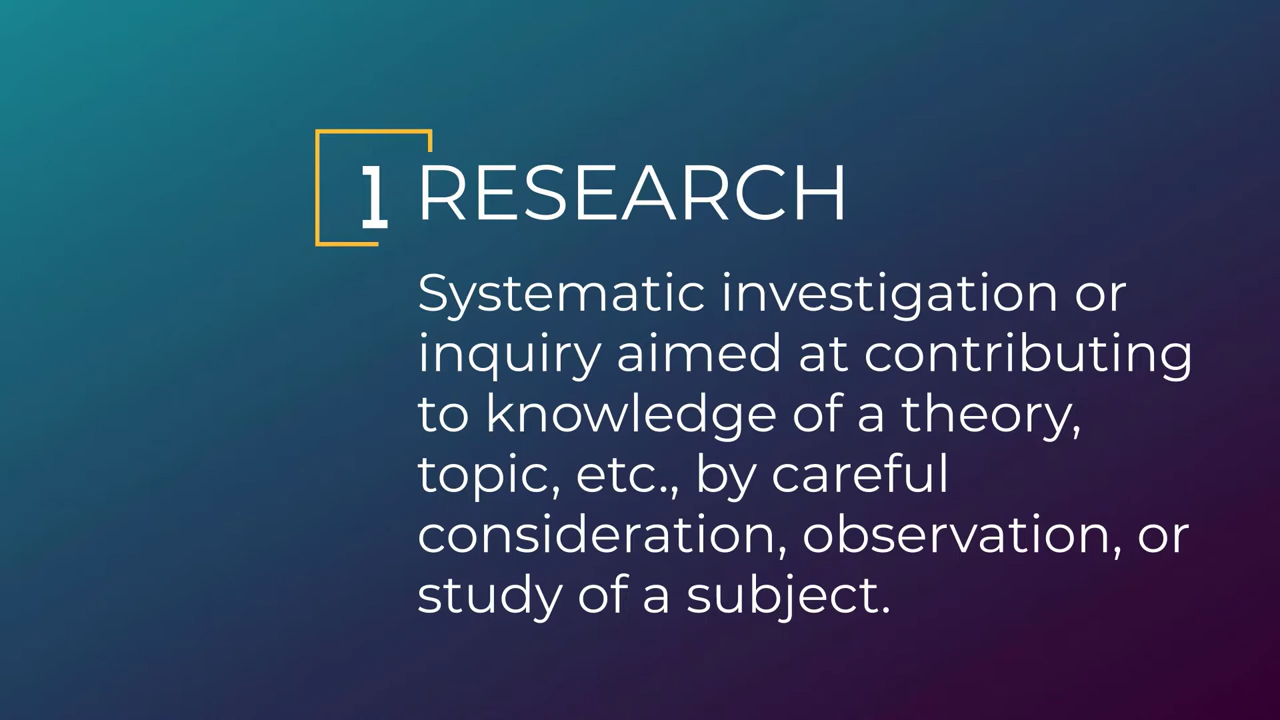 1 RESEARCH
Systematic investigation or
inquiry aimed at contributing
to knowledge of a theory,
topic, etc., by careful
consideration, observation, or
study of a subject.